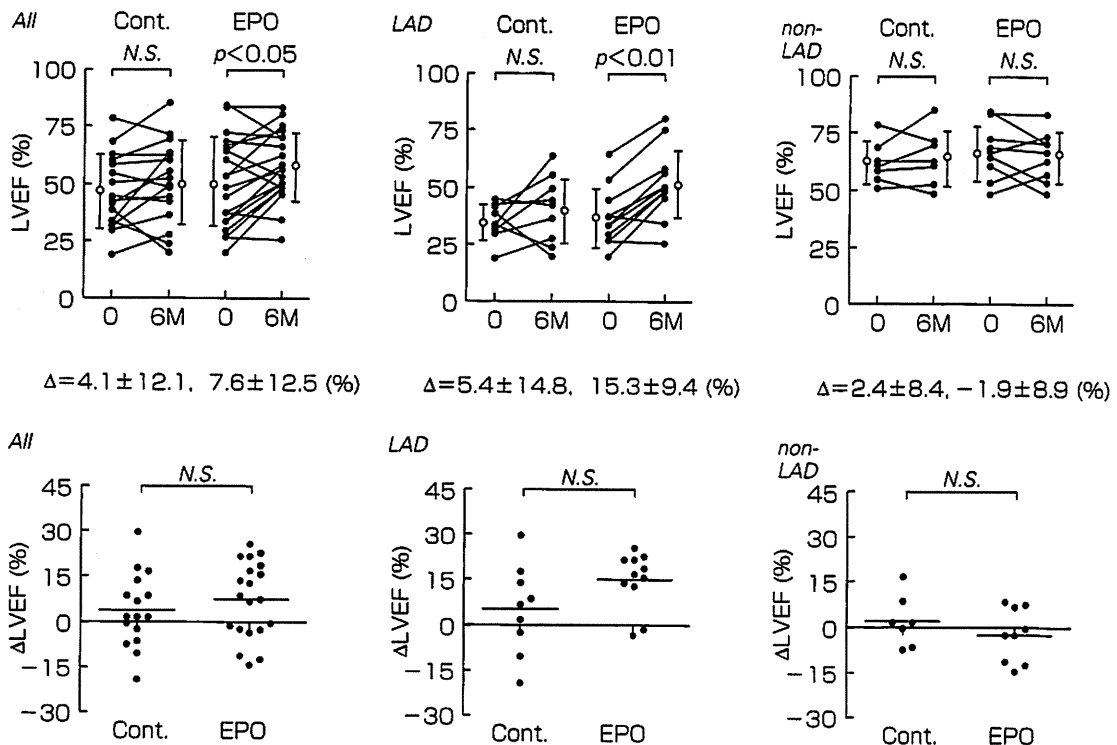 All
Cont.
EPO
N.S.
p<0.05
LVEF (%)
100
75
50
25
0
0
6M
0
6M
Δ=4.1±12.1, 7.6±12.5 (%)
LAD
Cont.
EPO
N.S.
p<0.01
LVEF (%)
100
75
50
25
0
0
6M
0
6M
Δ=5.4±14.8, 15.3±9.4 (%)
non-
LAD
Cont.
EPO
N.S.
N.S.
LVEF (%)
100
75
50
25
0
0
6M
0
6M
Δ=2.4±8.4, −1.9±8.9 (%)
All
N.S.
ΔLVEF (%)
45
30
15
0
−15
−30
Cont.
EPO
LAD
N.S.
ΔLVEF (%)
45
30
15
0
−15
−30
Cont.
EPO
non-
LAD
N.S.
ΔLVEF (%)
45
30
15
0
−15
−30
Cont.
EPO